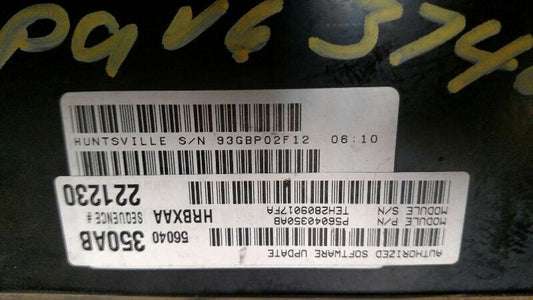 PA V6 374
HUNTSVILLE S/N 93GBP02F12 06:10
AUTHORIZED SOFTWARE UPDATE
MODULE P/N P56040350AB
MODULE S/N TEH2809017FA
56040
350AB
HRBXAA
SEQUENCE #
221230